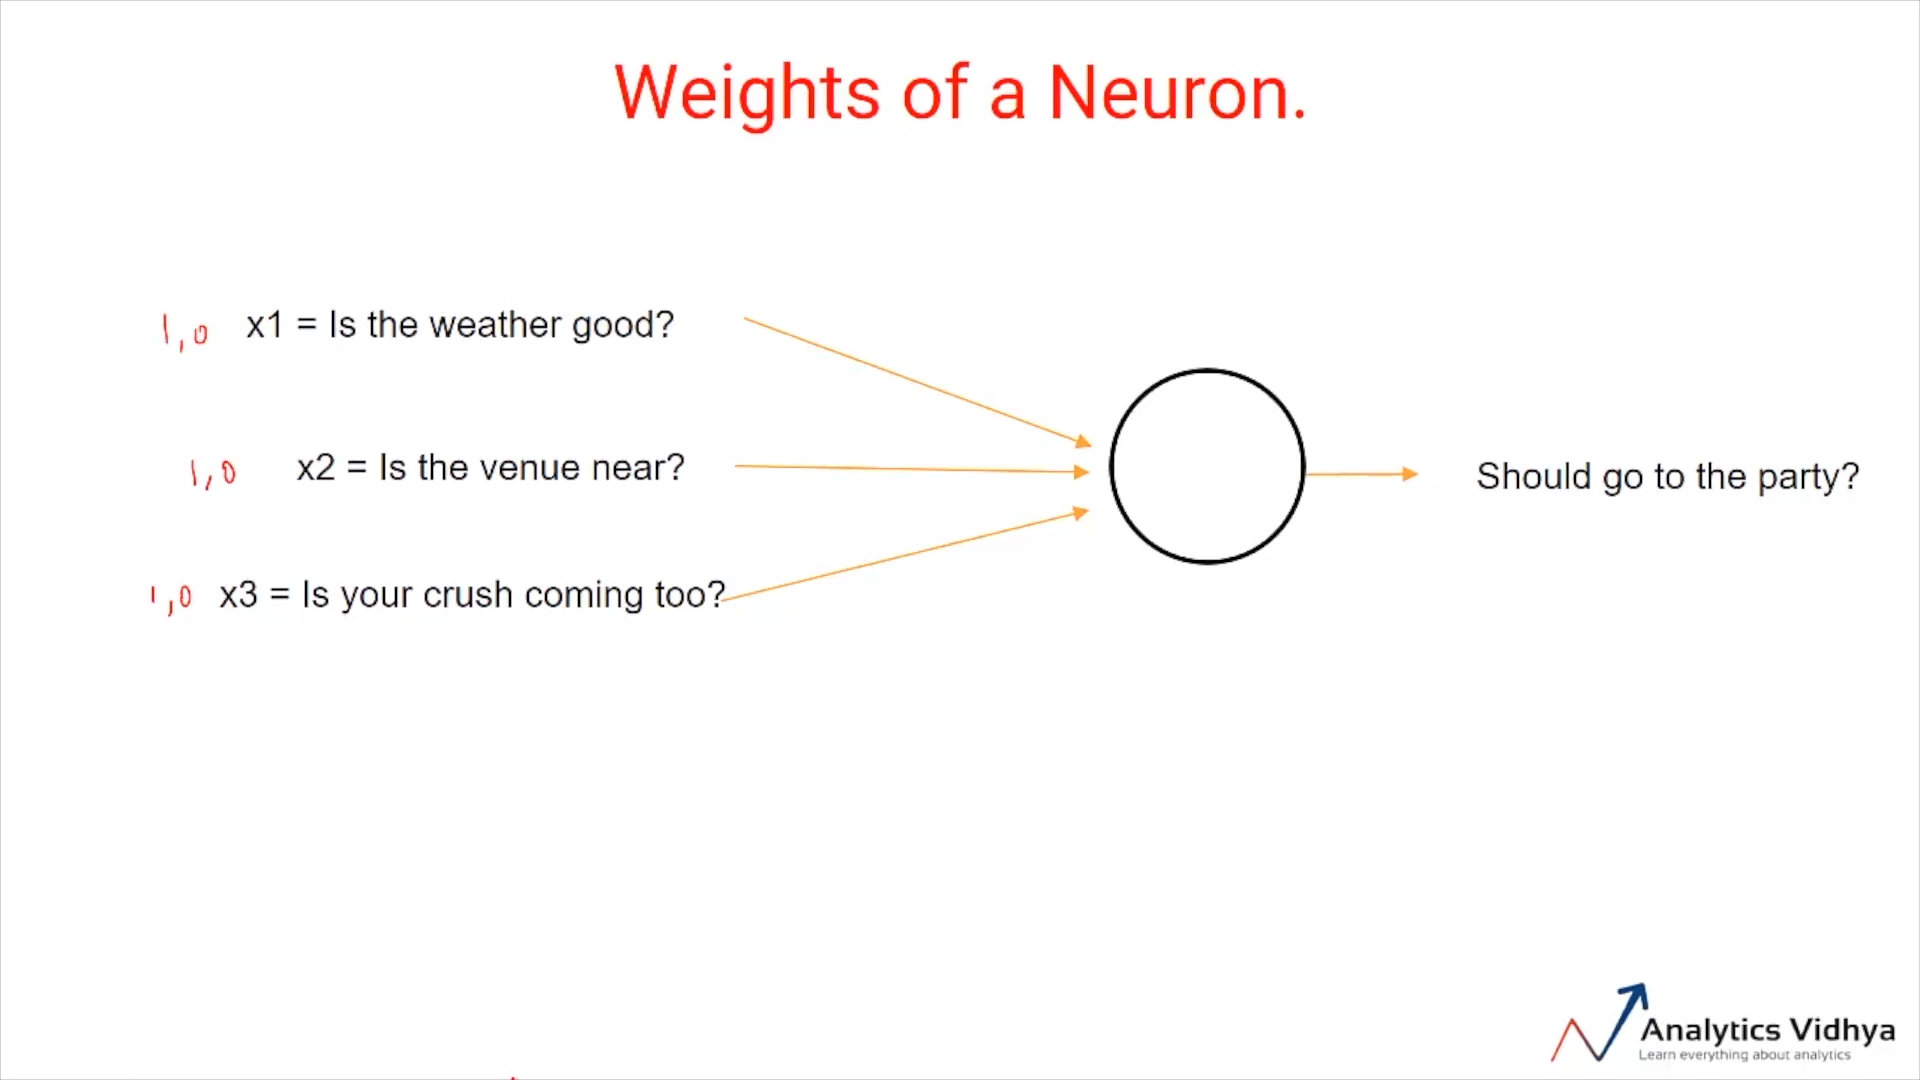 Weights of a Neuron.
1,0 x1 = Is the weather good?
1,0 x2 = Is the venue near?
Should go to the party?
1,0 x3 = Is your crush coming too?
Analytics Vidhya
Learn everything about analytics